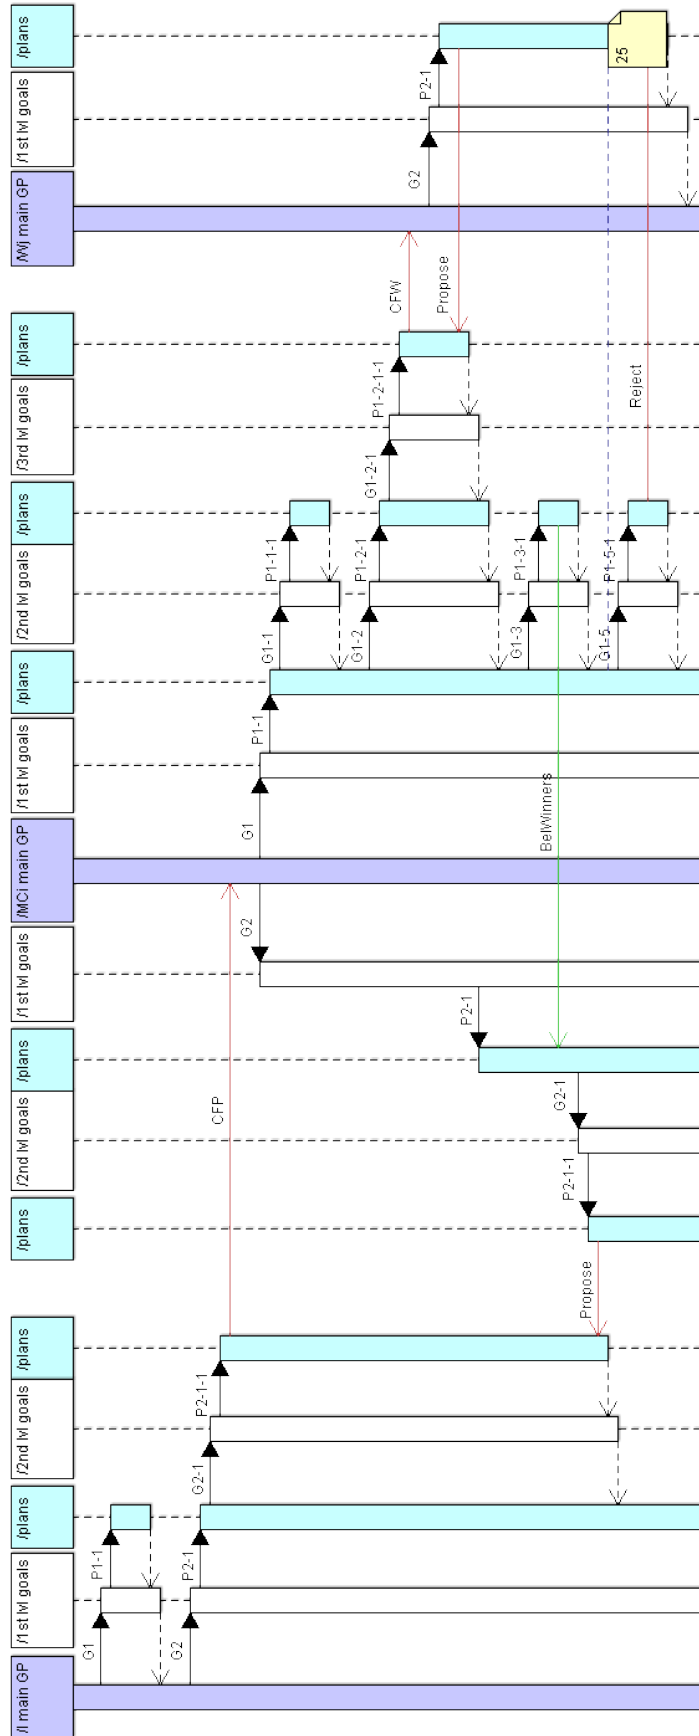 /I main GP
/1st lvl goals
/plans
/2nd lvl goals
/plans
/plans
/2nd lvl goals
/plans
/1st lvl goals
/MCi main GP
/1st lvl goals
/plans
/2nd lvl goals
/plans
/3rd lvl goals
/plans
/Wj main GP
/1st lvl goals
/plans
G1
P1-1
G2
P2-1
G2-1
P2-1-1
CFP
G2
G1
P1-1
G1-1
P1-1-1
G1-2
P1-2-1
G1-2-1
P1-2-1-1
CFW
G2
P2-1
Propose
P2-1
G1-3
P1-3-1
BelWinners
G2-1
P2-1-1
Propose
G1-5
P1-5-1
25
Reject